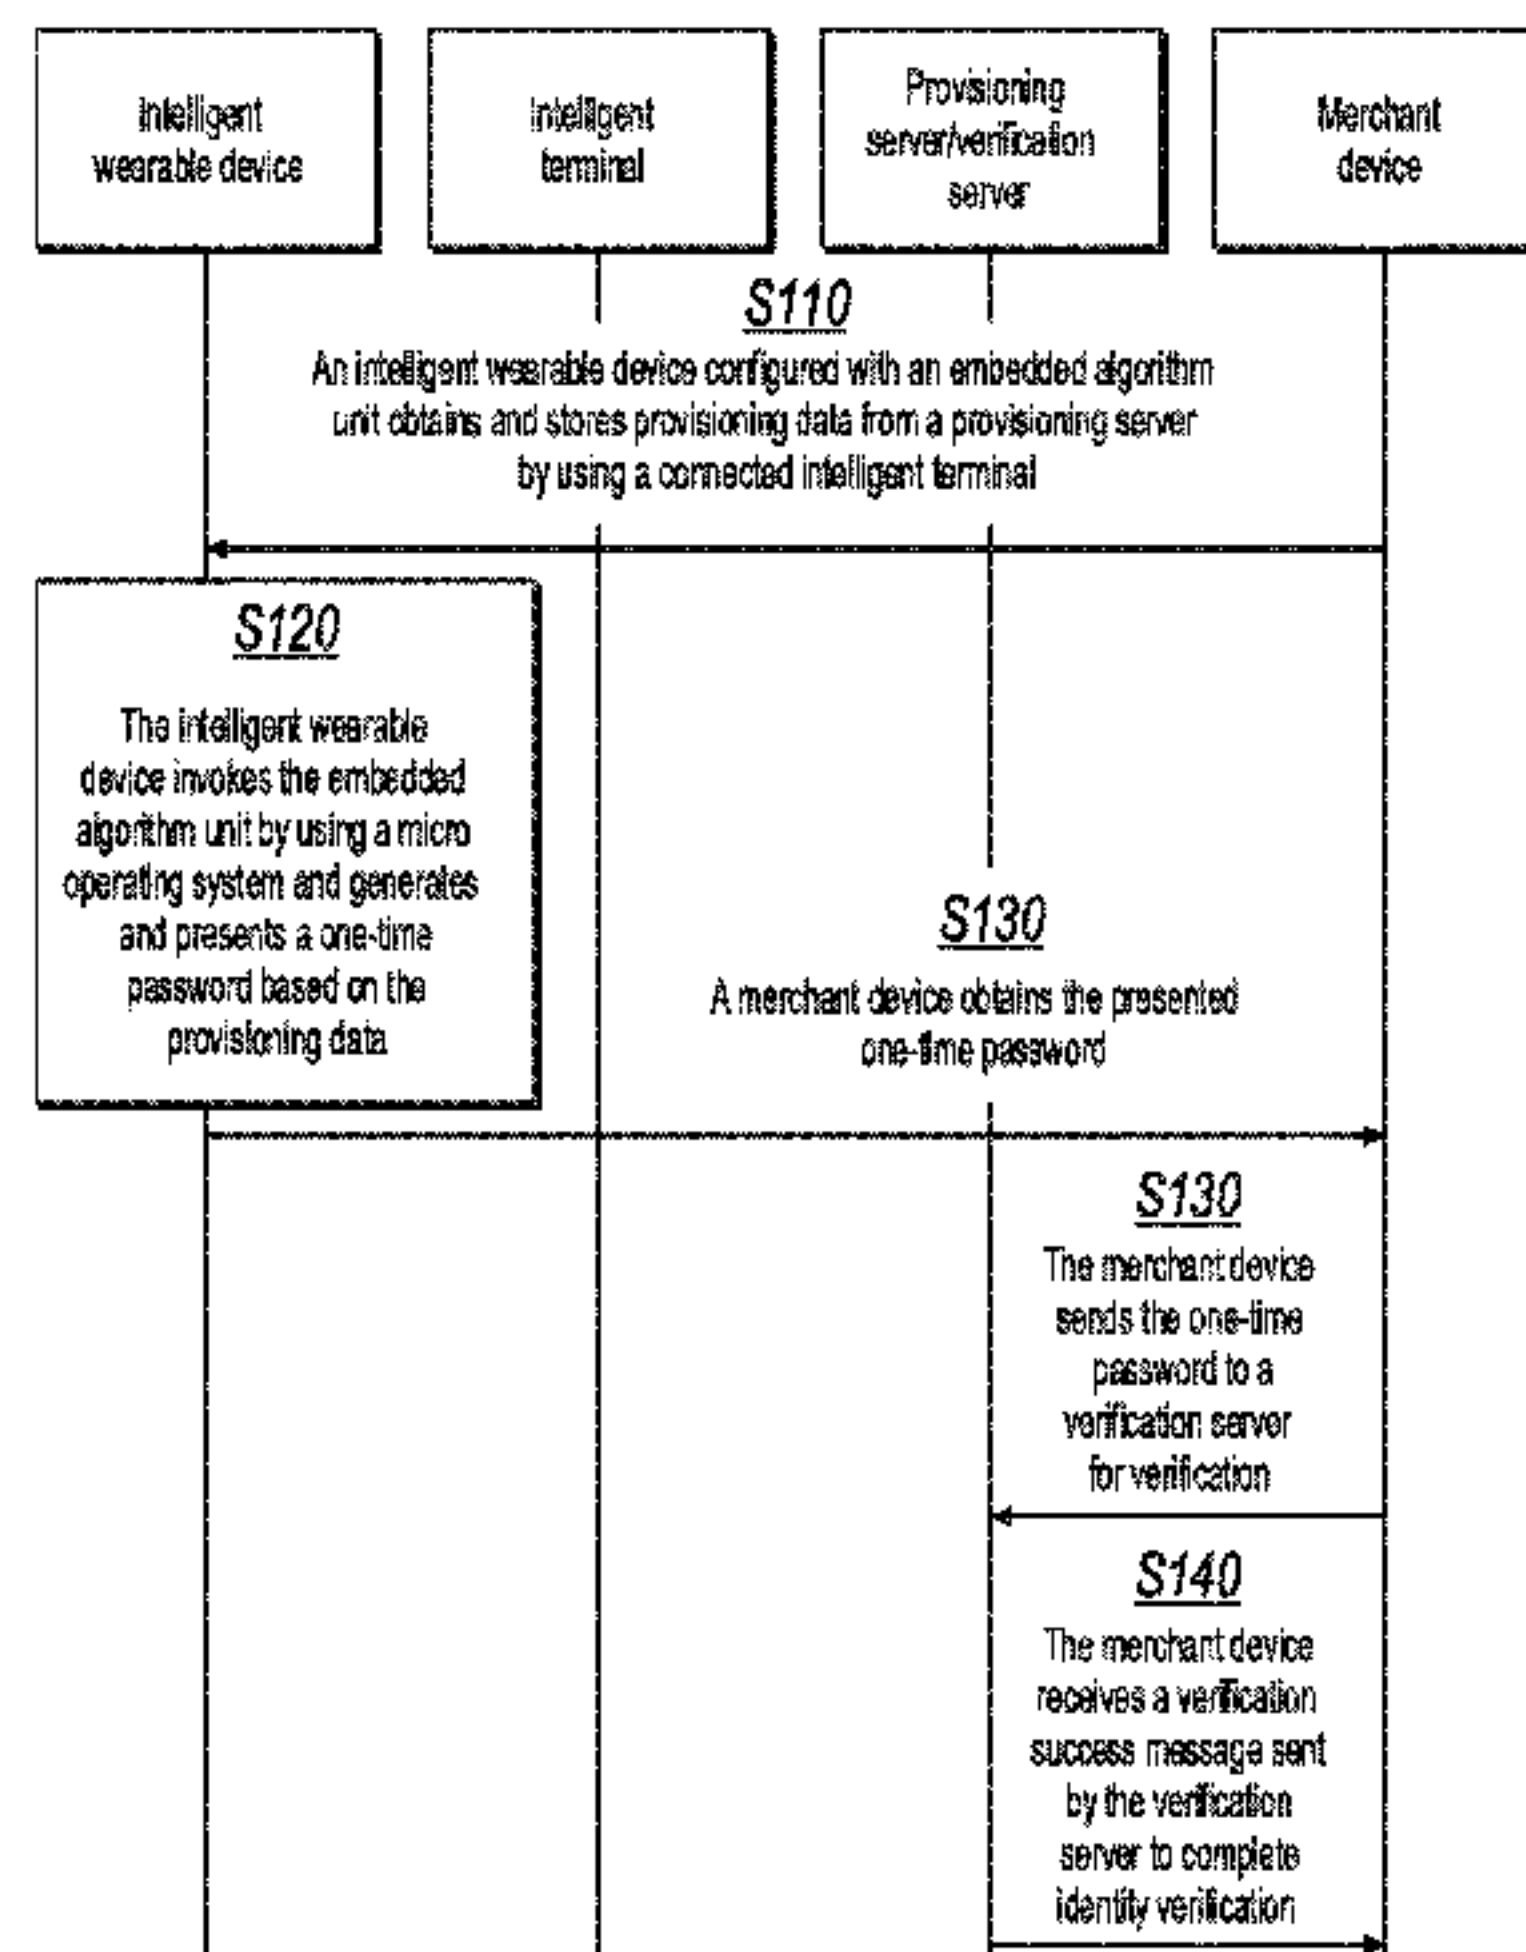 Intelligent
wearable device
Intelligent
terminal
Provisioning
server/verification
server
Merchant
device
S110
An intelligent wearable device configured with an embedded algorithm
unit obtains and stores provisioning data from a provisioning server
by using a connected intelligent terminal
S120
The intelligent wearable
device invokes the embedded
algorithm unit by using a micro
operating system and generates
and presents a one-time
password based on the
provisioning data
S130
A merchant device obtains the presented
one-time password
S130
The merchant device
sends the one-time
password to a
verification server
for verification
S140
The merchant device
receives a verification
success message sent
by the verification
server to complete
identity verification